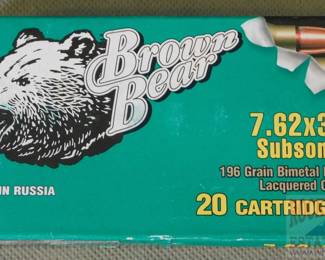 Brown
Bear
7.62x3
Subson
196 Grain Bimetal
Lacquered C
20 CARTRIDG
IN RUSSIA